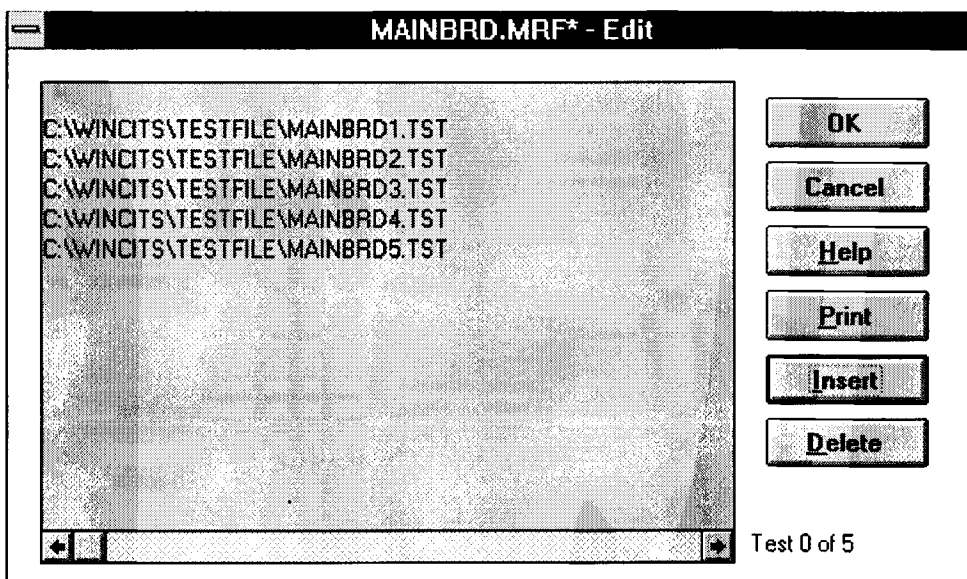 MAINBRD.MRF* - Edit
C:\WINCITS\TESTFILE\MAINBRD1.TST
C:\WINCITS\TESTFILE\MAINBRD2.TST
C:\WINCITS\TESTFILE\MAINBRD3.TST
C:\WINCITS\TESTFILE\MAINBRD4.TST
C:\WINCITS\TESTFILE\MAINBRD5.TST
OK
Cancel
Help
Print
Insert
Delete
Test 0 of 5